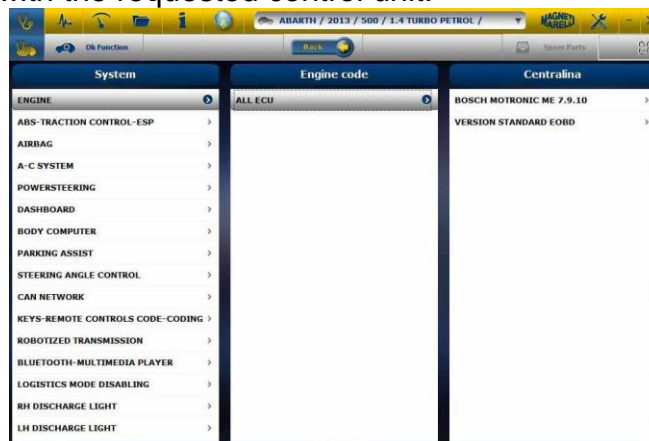 with the requested control unit.
ABARTH / 2013 / 500 / 1.4 TURBO PETROL /
MAGNETI
MARELLI
Ok Function
Back
Spare Parts
System
ENGINE
ABS-TRACTION CONTROL-ESP
AIRBAG
A-C SYSTEM
POWERSTEERING
DASHBOARD
BODY COMPUTER
PARKING ASSIST
STEERING ANGLE CONTROL
CAN NETWORK
KEYS-REMOTE CONTROLS CODE-CODING
ROBOTIZED TRANSMISSION
BLUETOOTH-MULTIMEDIA PLAYER
LOGISTICS MODE DISABLING
RH DISCHARGE LIGHT
LH DISCHARGE LIGHT
Engine code
ALL ECU
Centralina
BOSCH MOTRONIC ME 7.9.10
VERSION STANDARD EOBD